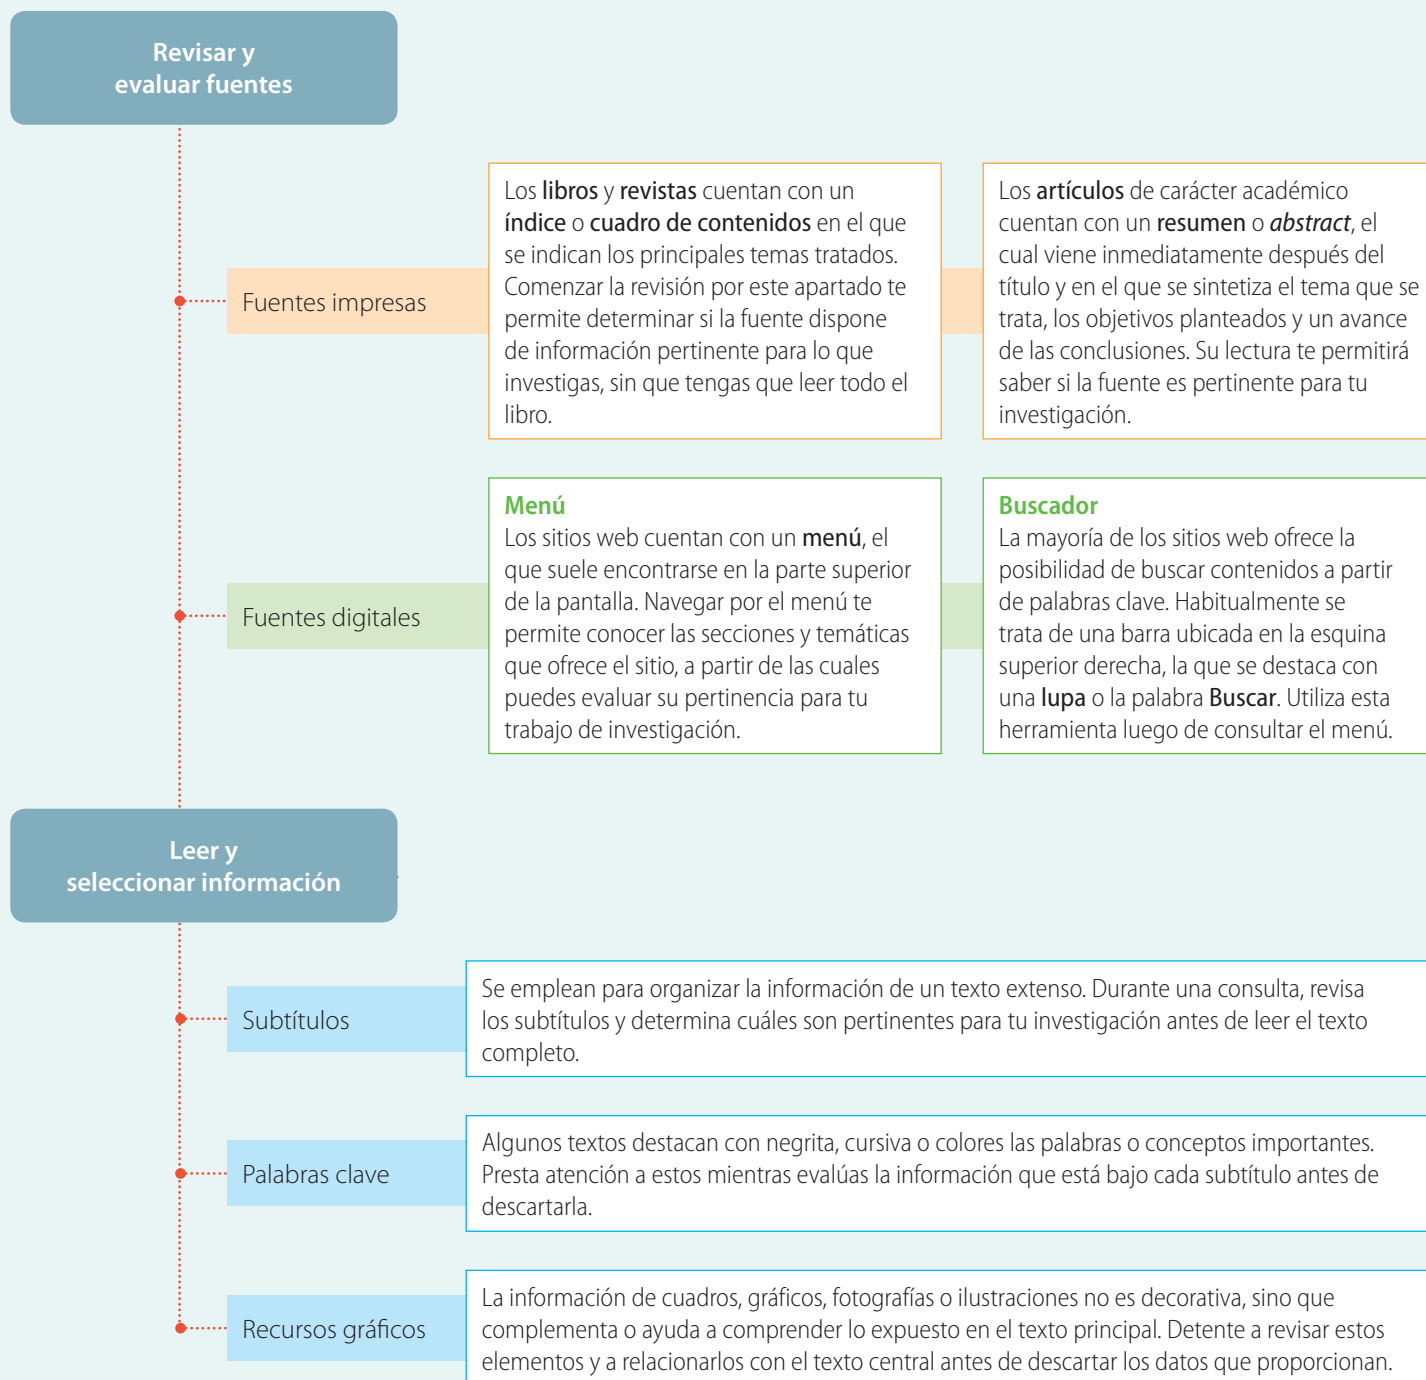 Revisar y
evaluar fuentes
Fuentes impresas
Los libros y revistas cuentan con un
índice o cuadro de contenidos en el que
se indican los principales temas tratados.
Comenzar la revisión por este apartado te
permite determinar si la fuente dispone
de información pertinente para lo que
investigas, sin que tengas que leer todo el
libro.
Los artículos de carácter académico
cuentan con un resumen o abstract, el
cual viene inmediatamente después del
título y en el que se sintetiza el tema que se
trata, los objetivos planteados y un avance
de las conclusiones. Su lectura te permitirá
saber si la fuente es pertinente para tu
investigación.
Fuentes digitales
Menú
Los sitios web cuentan con un menú, el
que suele encontrarse en la parte superior
de la pantalla. Navegar por el menú te
permite conocer las secciones y temáticas
que ofrece el sitio, a partir de las cuales
puedes evaluar su pertinencia para tu
trabajo de investigación.
Buscador
La mayoría de los sitios web ofrece la
posibilidad de buscar contenidos a partir
de palabras clave. Habitualmente se
trata de una barra ubicada en la esquina
superior derecha, la que se destaca con
una lupa o la palabra Buscar. Utiliza esta
herramienta luego de consultar el menú.
Leer y
seleccionar información
Subtítulos
Se emplean para organizar la información de un texto extenso. Durante una consulta, revisa
los subtítulos y determina cuáles son pertinentes para tu investigación antes de leer el texto
completo.
Palabras clave
Algunos textos destacan con negrita, cursiva o colores las palabras o conceptos importantes.
Presta atención a estos mientras evalúas la información que está bajo cada subtítulo antes de
descartarla.
Recursos gráficos
La información de cuadros, gráficos, fotografías o ilustraciones no es decorativa, sino que
complementa o ayuda a comprender lo expuesto en el texto principal. Detente a revisar estos
elementos y a relacionarlos con el texto central antes de descartar los datos que proporcionan.